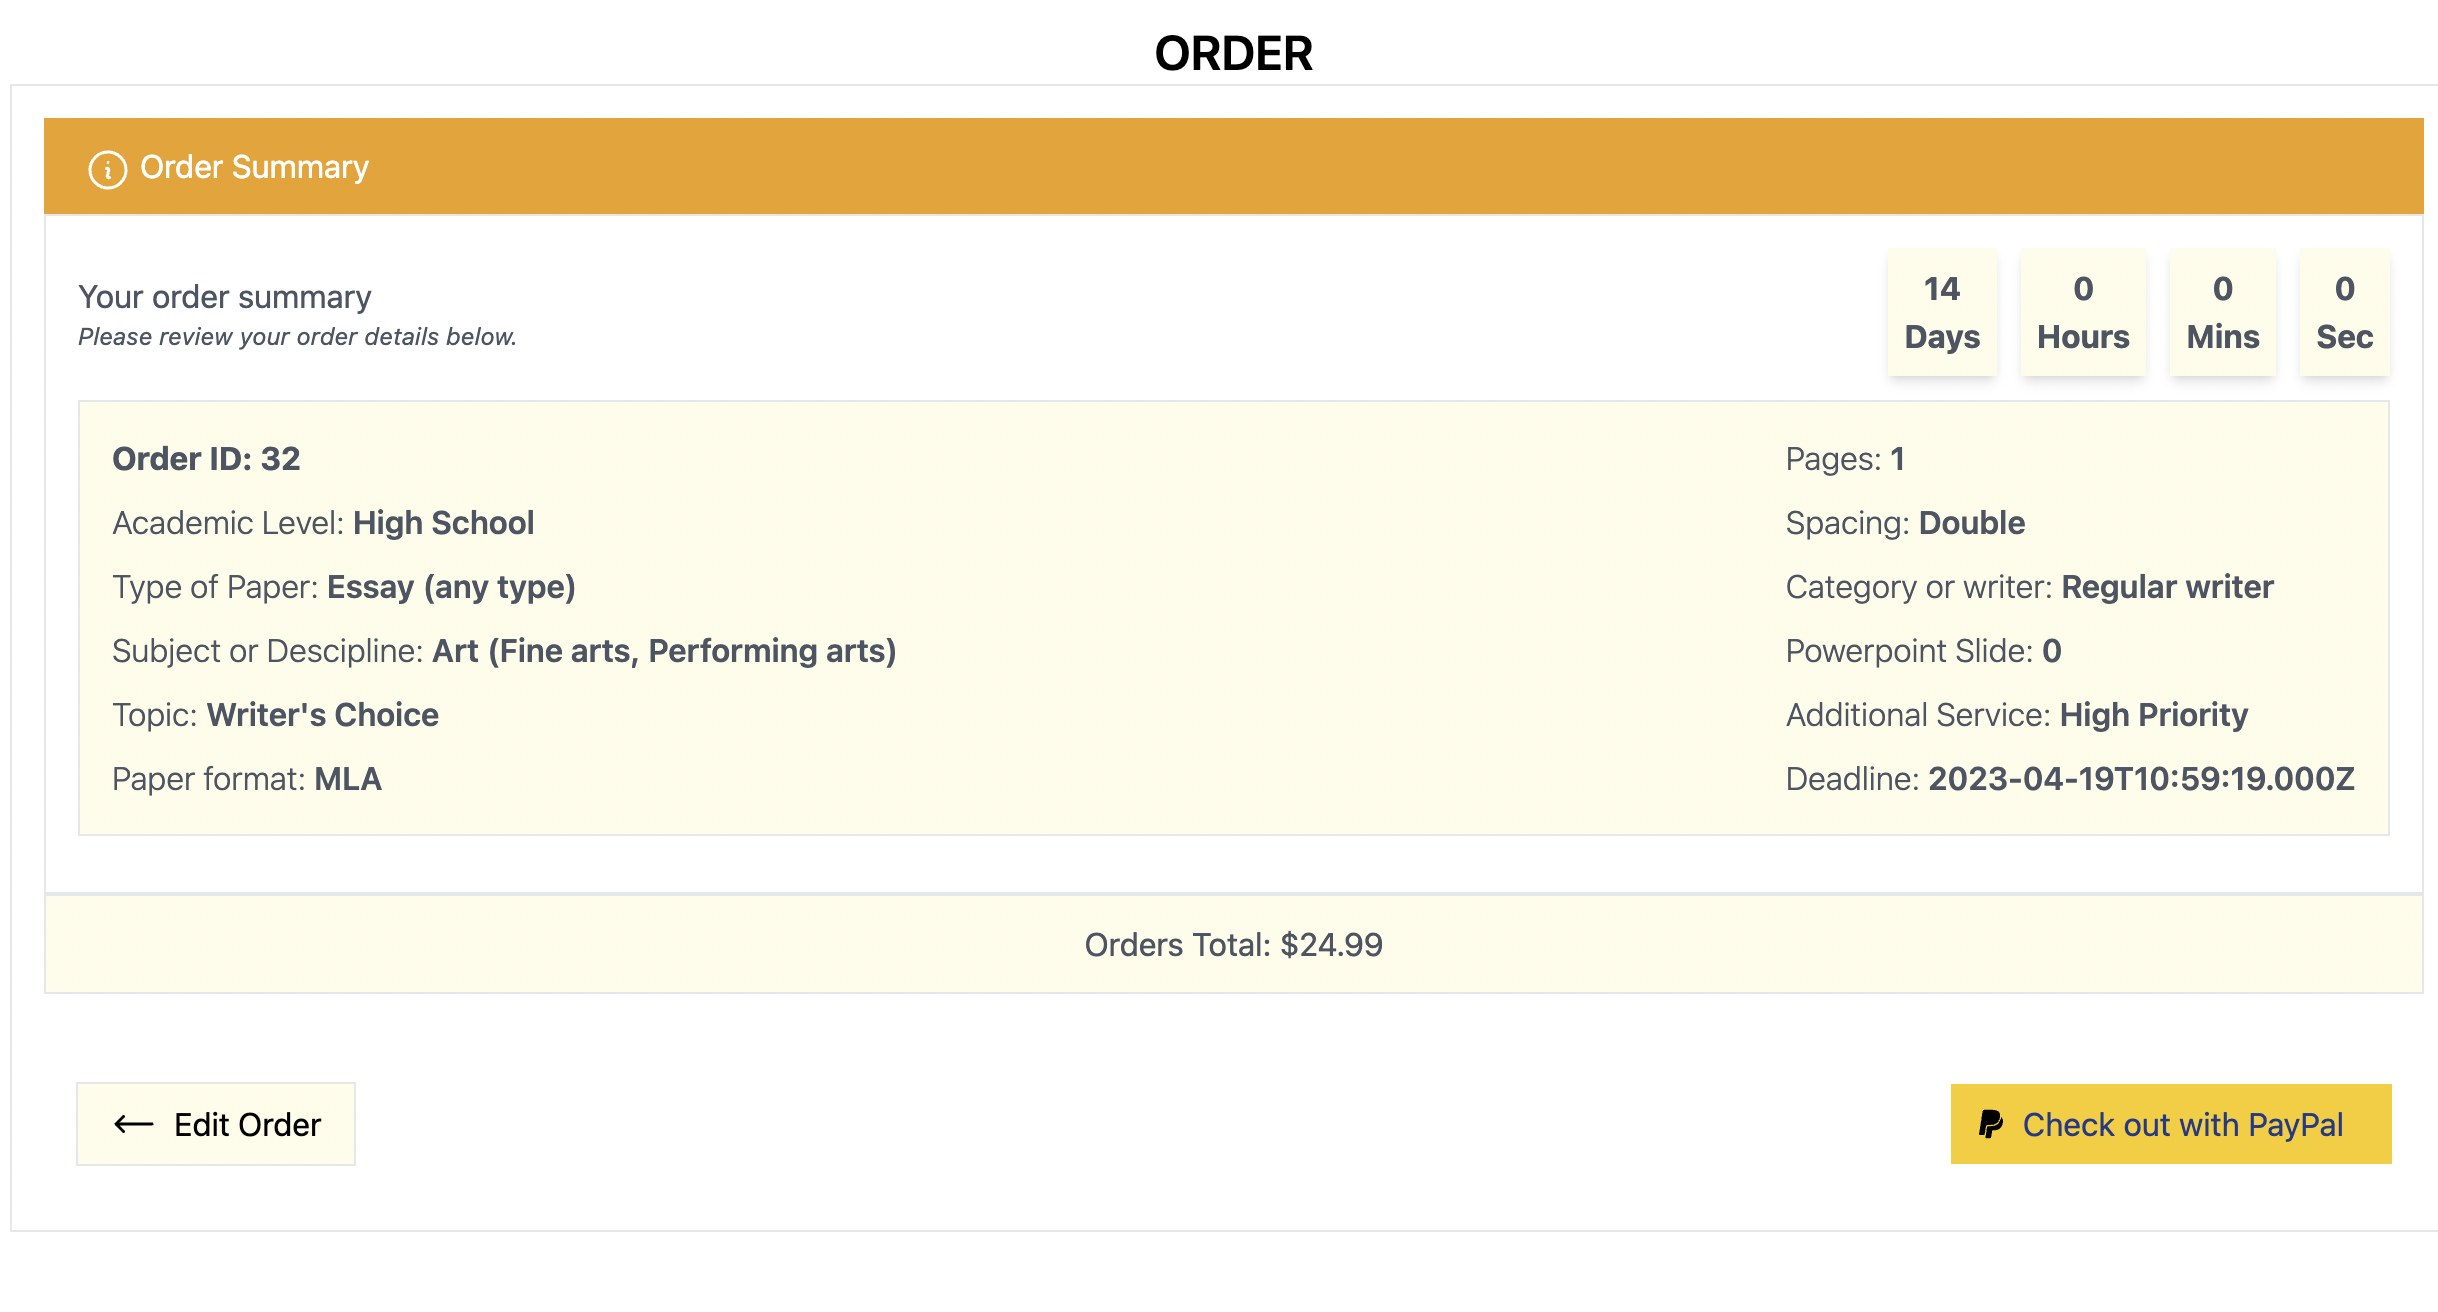 ORDER
Order Summary
Your order summary
Please review your order details below.
14 Days
0 Hours
0 Mins
0 Sec
Order ID: 32
Academic Level: High School
Type of Paper: Essay (any type)
Subject or Descipline: Art (Fine arts, Performing arts)
Topic: Writer's Choice
Paper format: MLA
Pages: 1
Spacing: Double
Category or writer: Regular writer
Powerpoint Slide: 0
Additional Service: High Priority
Deadline: 2023-04-19T10:59:19.000Z
Orders Total: $24.99
Edit Order
Check out with PayPal